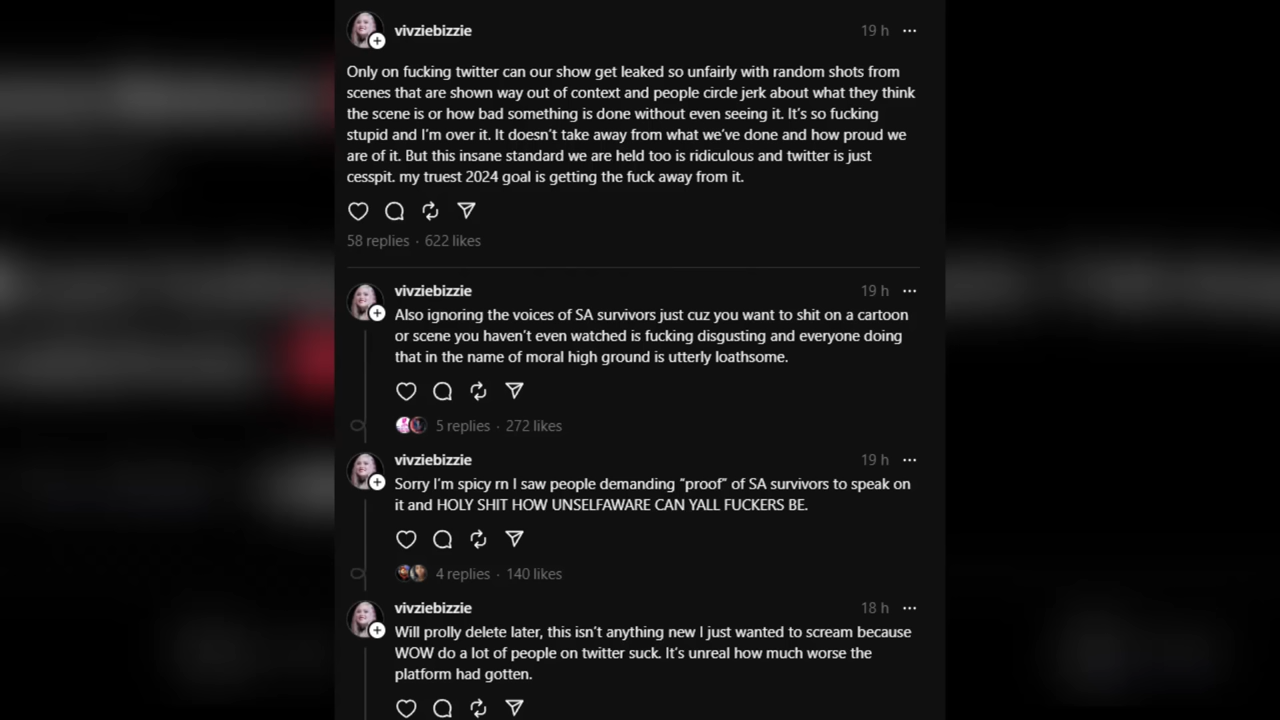 vivziebizzie
19 h
Only on fucking twitter can our show get leaked so unfairly with random shots from
scenes that are shown way out of context and people circle jerk about what they think
the scene is or how bad something is done without even seeing it. It's so fucking
stupid and I'm over it. It doesn't take away from what we've done and how proud we
are of it. But this insane standard we are held too is ridiculous and twitter is just
cesspit. my truest 2024 goal is getting the fuck away from it.
58 replies · 622 likes
vivziebizzie
19 h
Also ignoring the voices of SA survivors just cuz you want to shit on a cartoon
or scene you haven't even watched is fucking disgusting and everyone doing
that in the name of moral high ground is utterly loathsome.
5 replies · 272 likes
vivziebizzie
19 h
Sorry I'm spicy rn I saw people demanding "proof" of SA survivors to speak on
it and HOLY SHIT HOW UNSELFAWARE CAN YALL FUCKERS BE.
4 replies · 140 likes
vivziebizzie
18 h
Will prolly delete later, this isn't anything new I just wanted to scream because
WOW do a lot of people on twitter suck. It's unreal how much worse the
platform had gotten.